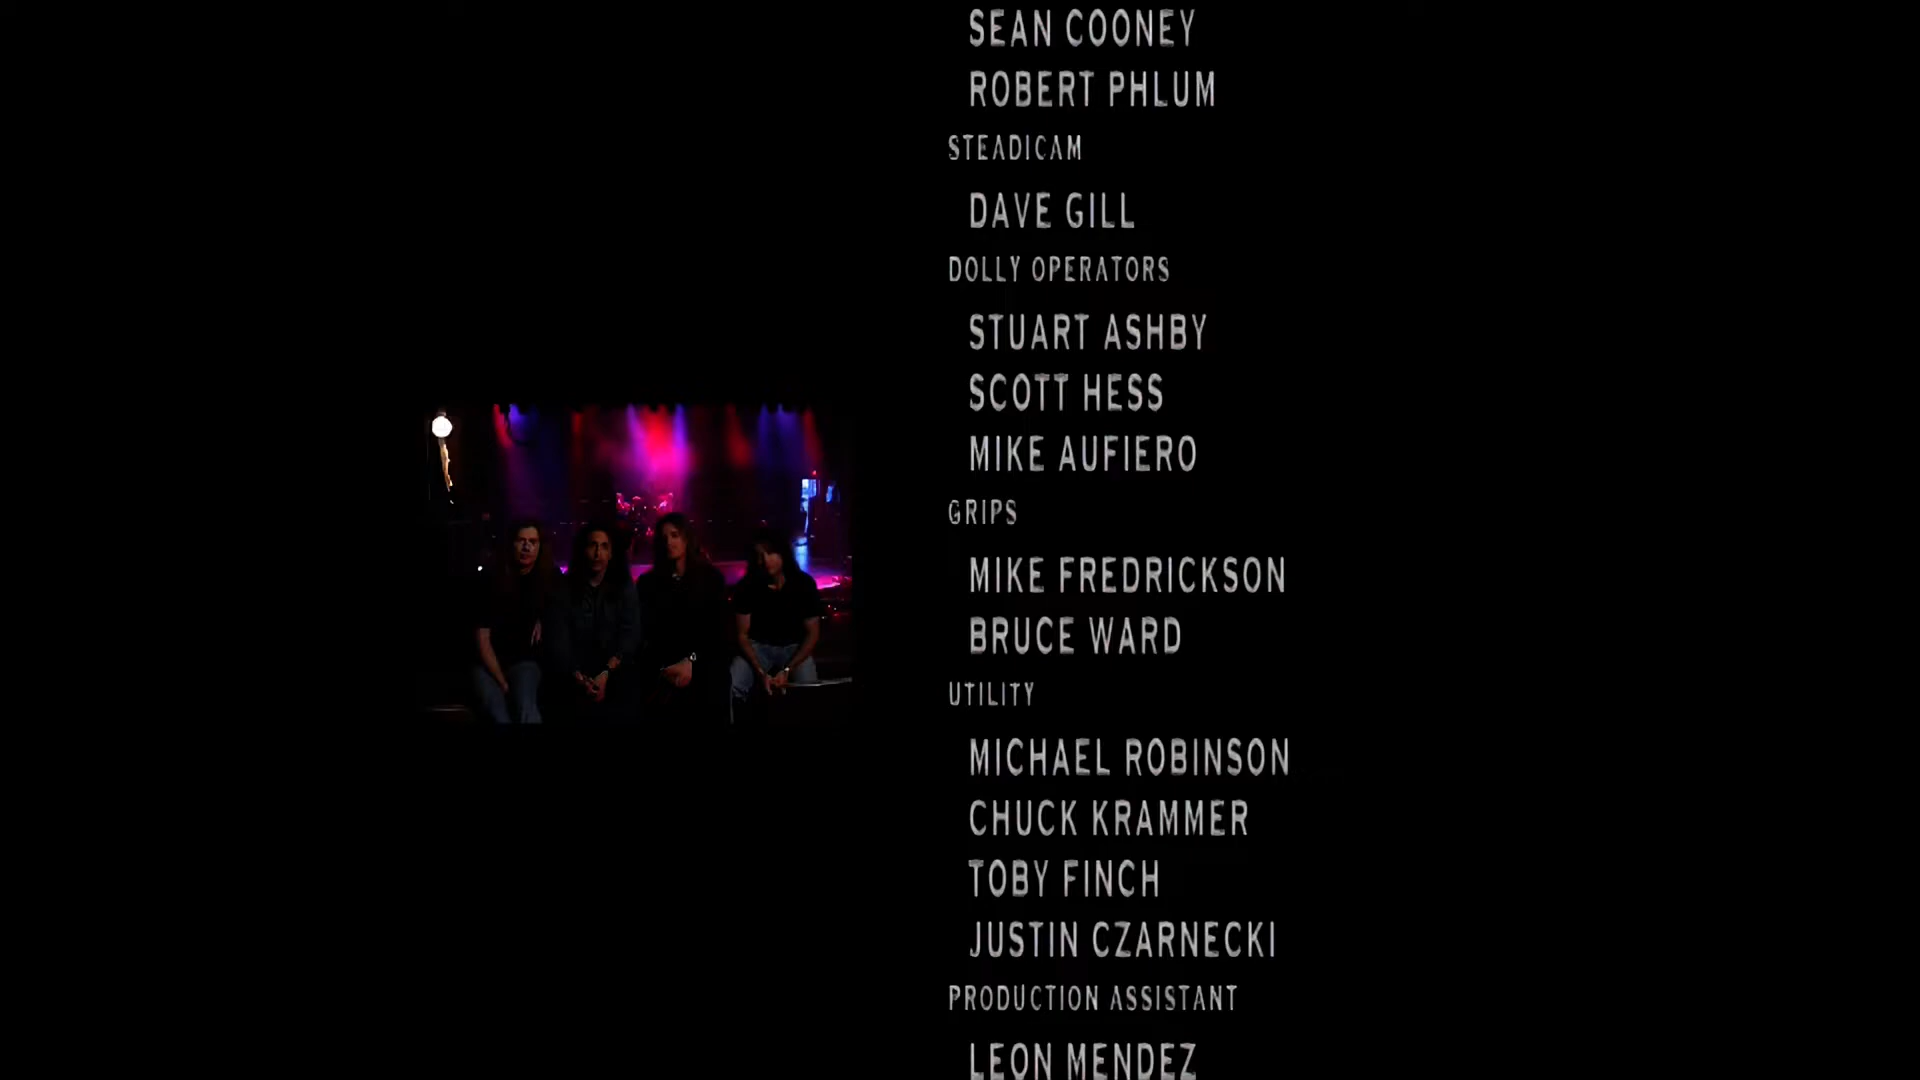 SEAN COONEY
ROBERT PHLUM
STEADICAM
DAVE GILL
DOLLY OPERATORS
STUART ASHBY
SCOTT HESS
MIKE AUFIERO
GRIPS
MIKE FREDRICKSON
BRUCE WARD
UTILITY
MICHAEL ROBINSON
CHUCK KRAMMER
TOBY FINCH
JUSTIN CZARNECKI
PRODUCTION ASSISTANT
LEON MENDEZ